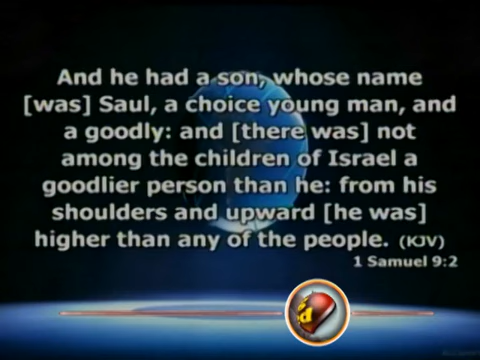 And he had a son, whose name
[was] Saul, a choice young man, and
a goodly: and [there was] not
among the children of Israel a
goodlier person than he: from his
shoulders and upward [he was]
higher than any of the people. (KJV)
1 Samuel 9:2